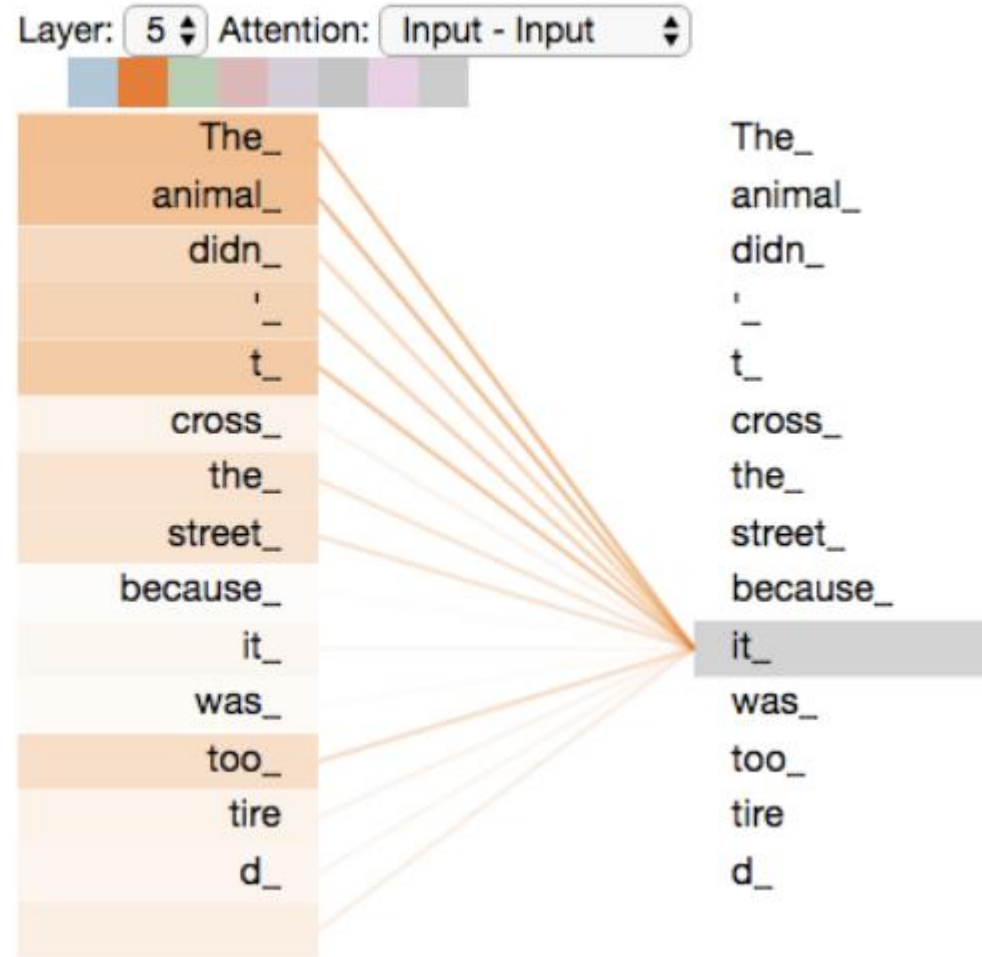 Layer: 5 Attention: Input - Input
The_ The_
animal_ animal_
didn_ didn_
'_ '_
t_ t_
cross_ cross_
the_ the_
street_ street_
because_ because_
it_ it_
was_ was_
too_ too_
tire tire
d_ d_